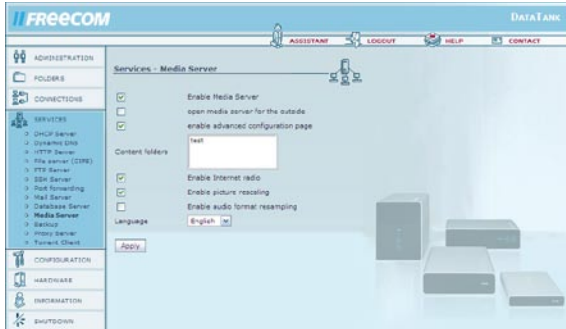 FREECOM
DATATANK
ASSISTANT
LOGOUT
HELP
CONTACT
ADMINISTRATION
FOLDERS
CONNECTIONS
SERVICES
DHCP Server
Dynamic DNS
HTTP Server
File server (CIFS)
FTP Server
SSH Server
Port forwarding
Mail Server
Database Server
Media Server
Backup
Proxy Server
Torrent Client
CONFIGURATION
HARDWARE
INFORMATION
SHUTDOWN
Services - Media Server
Enable Media Server
open media server for the outside
enable advanced configuration page
Content folders
test
Enable Internet radio
Enable picture rescaling
Enable audio format resampling
Language
English
Apply